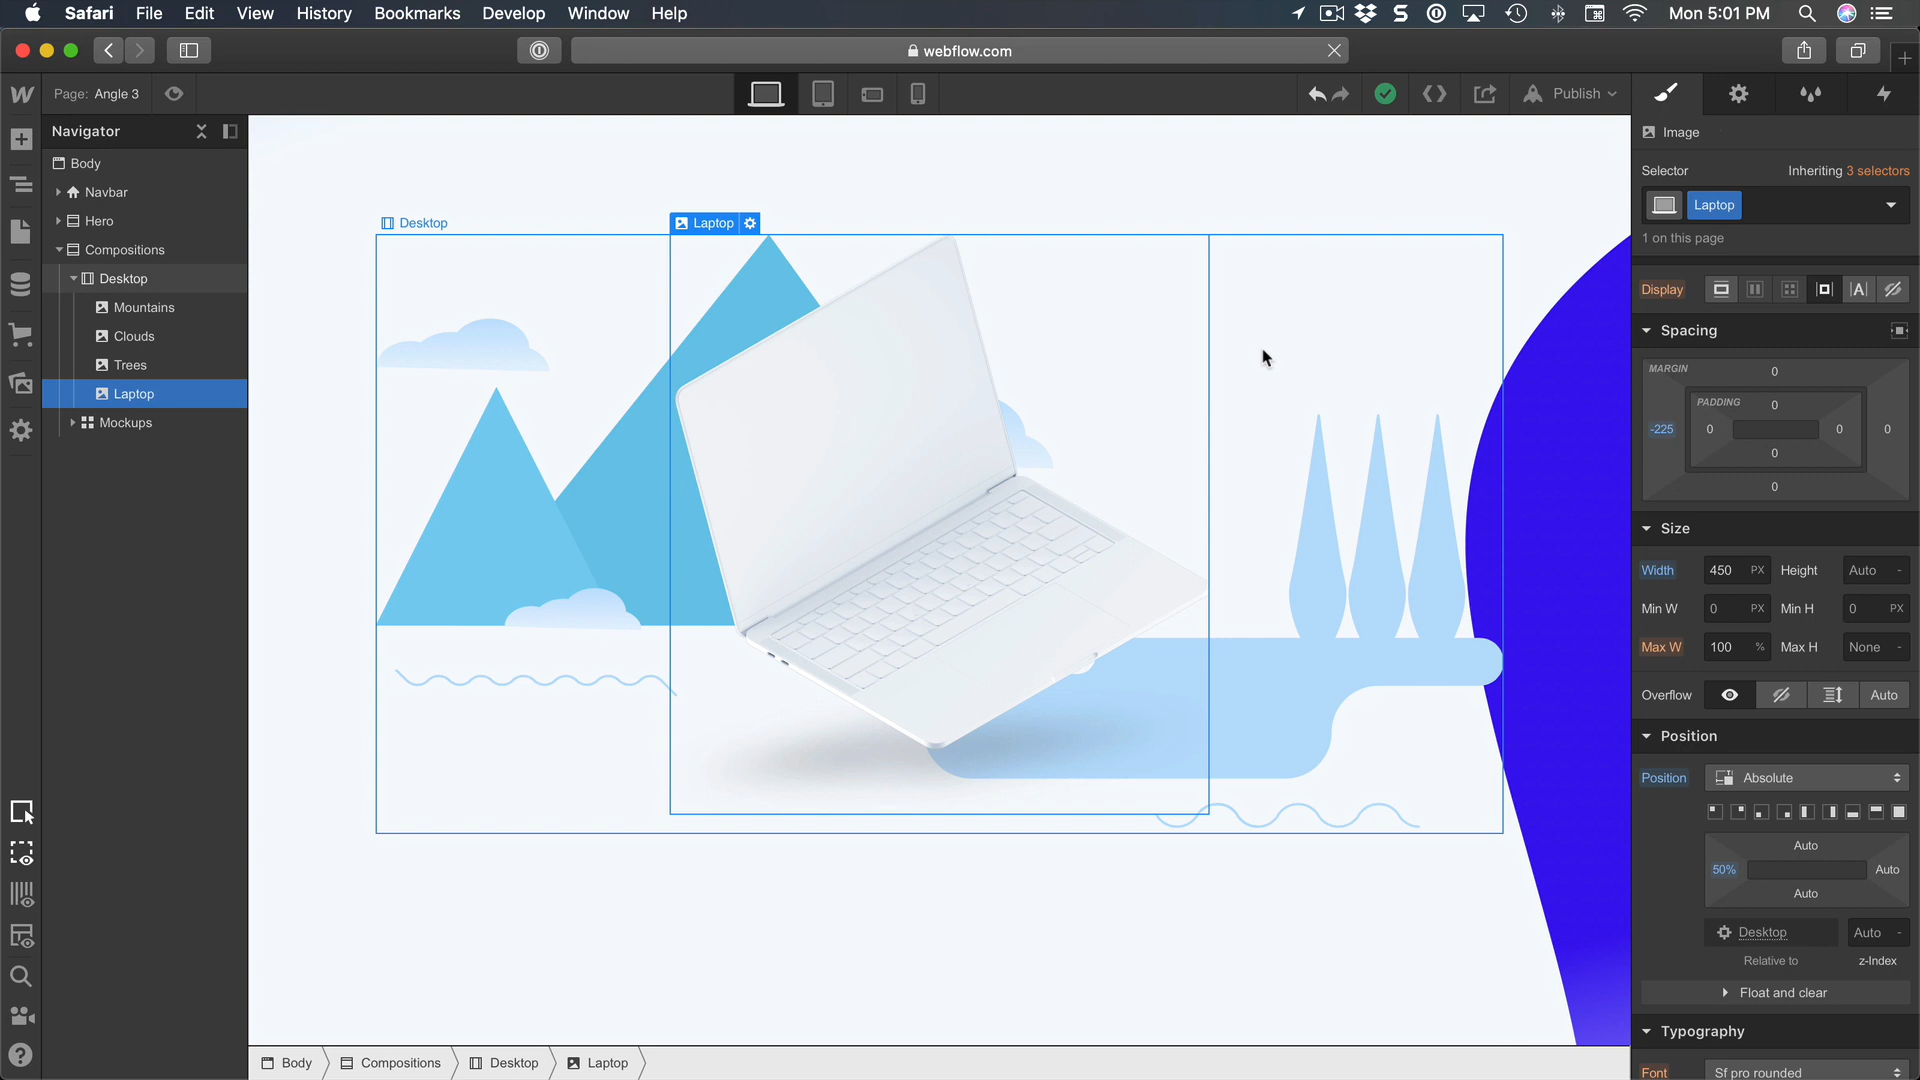 Safari File Edit View History Bookmarks Develop Window Help Mon 5:01 PM
webflow.com
Page: Angle 3
Publish
Navigator
Body
Navbar
Hero
Compositions
Desktop
Mountains
Clouds
Trees
Laptop
Mockups
Desktop
Laptop
Image
Selector Inheriting 3 selectors
Laptop
1 on this page
Display
Spacing
MARGIN 0
PADDING 0
-225 0 0 0
0
0
Size
Width 450 PX Height Auto -
Min W 0 PX Min H 0 PX
Max W 100 % Max H None -
Overflow Auto
Position
Position Absolute
Auto
50% Auto
Auto
Desktop Auto -
Relative to z-Index
Float and clear
Typography
Font Sf pro rounded
Body Compositions Desktop Laptop